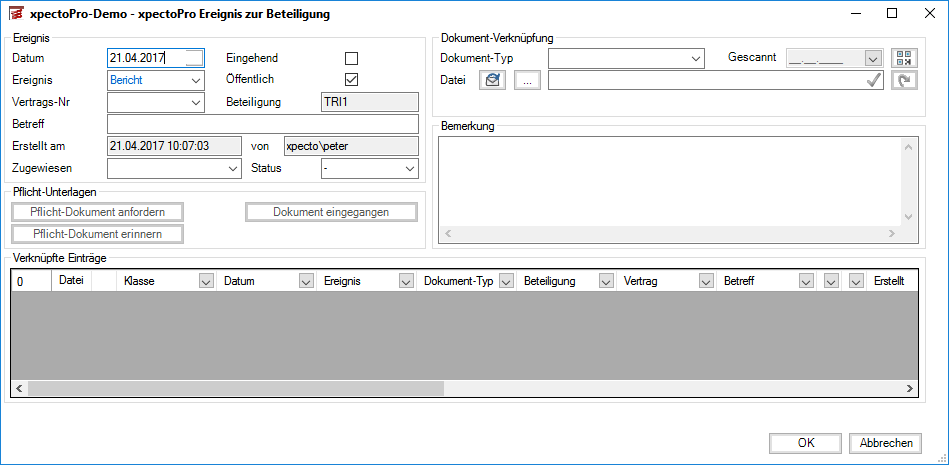 xpectoPro-Demo - xpectoPro Ereignis zur Beteiligung
Ereignis
Datum 21.04.2017 Eingehend
Ereignis Bericht Öffentlich
Vertrags-Nr Beteiligung TRI1
Betreff
Erstellt am 21.04.2017 10:07:03 von xpecto\peter
Zugewiesen Status -
Pflicht-Unterlagen
Pflicht-Dokument anfordern Dokument eingegangen
Pflicht-Dokument erinnern
Dokument-Verknüpfung
Dokument-Typ Gescannt __.__.____
Datei ...
Bemerkung
Verknüpfte Einträge
0 Datei Klasse Datum Ereignis Dokument-Typ Beteiligung Vertrag Betreff Erstellt
OK Abbrechen